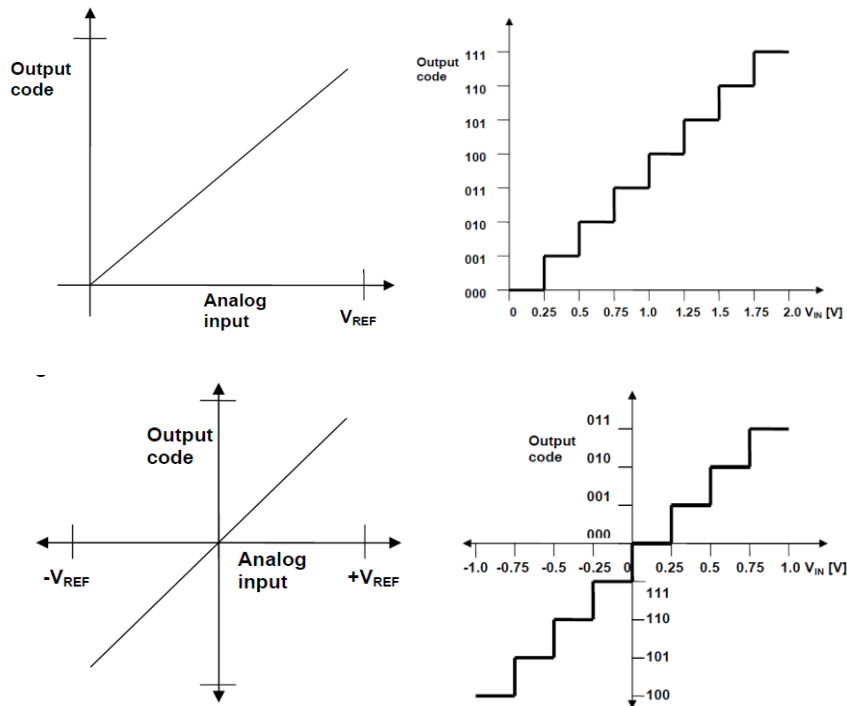 Output
code
Analog
input
VREF
Output
code
111
110
101
100
011
010
001
000
0 0.25 0.5 0.75 1.0 1.25 1.5 1.75 2.0 VIN [V]
Output
code
Analog
input
-VREF
+VREF
Output
code
011
010
001
000
-1.0 -0.75 -0.5 -0.25 0 0.25 0.5 0.75 1.0 VIN [V]
111
110
101
100